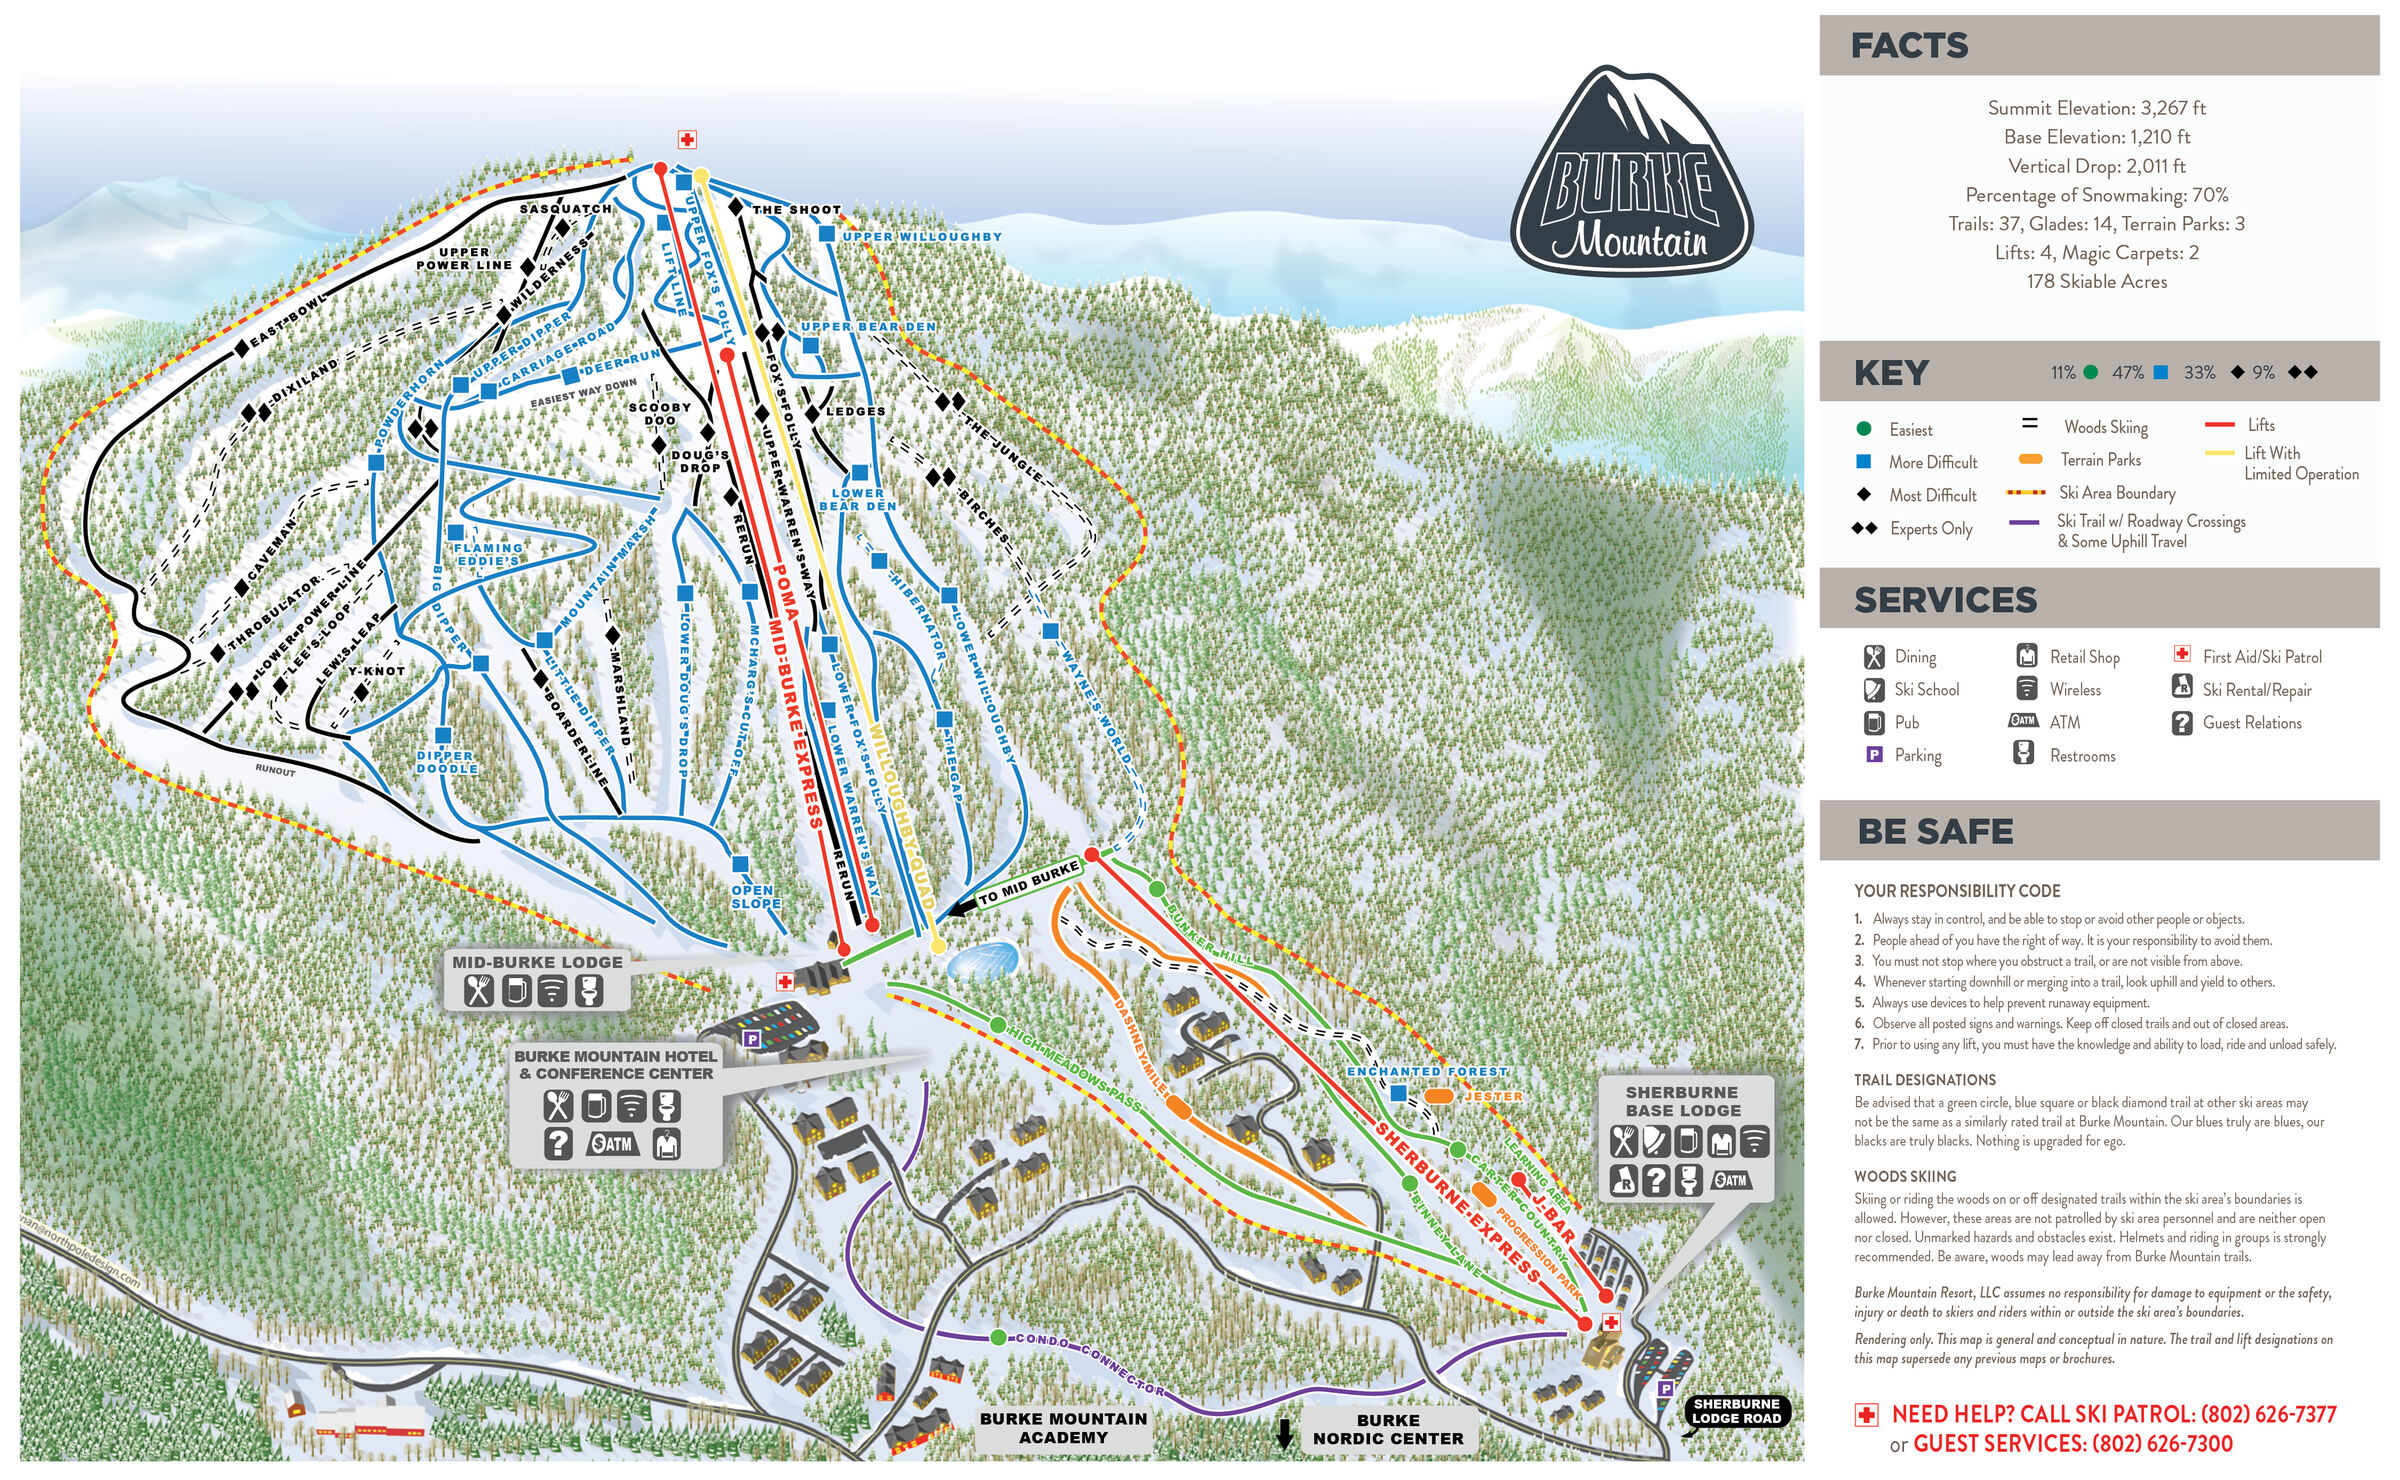 BURKE
Mountain
SASQUATCH
THE SHOOT
UPPER WILLOUGHBY
UPPER
POWER LINE
WILDERNESS
LIFTLINE
UPPER FOX'S FOLLY
EAST BOWL
UPPER DIPPER
CARRIAGE ROAD
DEER RUN
EASIEST WAY DOWN
UPPER BEAR DEN
DIXILAND
POWDERHORN
SCOOBY
DOO
FOX'S FOLLY
LEDGES
THE JUNGLE
DOUG'S
DROP
UPPER WARREN'S WAY
LOWER
BEAR DEN
BIRCHES
RERUN
CAVEMAN
FLAMING
EDDIE'S
MOUNTAIN MARSH
POMA
HIBERNATOR
THROBULATOR
LOWER POWER LINE
LEE'S LOOP
LEW'S LEAP
Y-KNOT
BIG DIPPER
LITTLE DIPPER
MARSHLAND
BOARDERLINE
LOWER DOUG'S DROP
MCHARG'S CUT OFF
MID-BURKE EXPRESS
LOWER FOX'S FOLLY
LOWER WARREN'S WAY
WILLOUGHBY QUAD
THE GAP
LOWER WILLOUGHBY
WAYNE'S WORLD
DIPPER
DOODLE
RUNOUT
RERUN
OPEN
SLOPE
TO MID BURKE
BUNKER HILL
MID-BURKE LODGE
BURKE MOUNTAIN HOTEL
& CONFERENCE CENTER
?
$ATM
P
HIGH MEADOWS PASS
DASHNEY MILE
ENCHANTED FOREST
JESTER
SHERBURNE
BASE LODGE
R
?
$ATM
LEARNING AREA
J-BAR
CARTER COUNTRY
PROGRESSION PARK
SHERBURNE EXPRESS
BINNEY LANE
CONDO CONNECTOR
nan@northpoledesign.com
BURKE MOUNTAIN
ACADEMY
BURKE
NORDIC CENTER
P
SHERBURNE
LODGE ROAD
FACTS
Summit Elevation: 3,267 ft
Base Elevation: 1,210 ft
Vertical Drop: 2,011 ft
Percentage of Snowmaking: 70%
Trails: 37, Glades: 14, Terrain Parks: 3
Lifts: 4, Magic Carpets: 2
178 Skiable Acres
KEY 11% 47% 33% 9%
Easiest
More Difficult
Most Difficult
Experts Only
Woods Skiing
Terrain Parks
Ski Area Boundary
Ski Trail w/ Roadway Crossings
& Some Uphill Travel
Lifts
Lift With
Limited Operation
SERVICES
Dining
Ski School
Pub
P Parking
Retail Shop
Wireless
$ATM ATM
Restrooms
First Aid/Ski Patrol
R Ski Rental/Repair
? Guest Relations
BE SAFE
YOUR RESPONSIBILITY CODE
1. Always stay in control, and be able to stop or avoid other people or objects.
2. People ahead of you have the right of way. It is your responsibility to avoid them.
3. You must not stop where you obstruct a trail, or are not visible from above.
4. Whenever starting downhill or merging into a trail, look uphill and yield to others.
5. Always use devices to help prevent runaway equipment.
6. Observe all posted signs and warnings. Keep off closed trails and out of closed areas.
7. Prior to using any lift, you must have the knowledge and ability to load, ride and unload safely.
TRAIL DESIGNATIONS
Be advised that a green circle, blue square or black diamond trail at other ski areas may
not be the same as a similarly rated trail at Burke Mountain. Our blues truly are blues, our
blacks are truly blacks. Nothing is upgraded for ego.
WOODS SKIING
Skiing or riding the woods on or off designated trails within the ski area's boundaries is
allowed. However, these areas are not patrolled by ski area personnel and are neither open
nor closed. Unmarked hazards and obstacles exist. Helmets and riding in groups is strongly
recommended. Be aware, woods may lead away from Burke Mountain trails.
Burke Mountain Resort, LLC assumes no responsibility for damage to equipment or the safety,
injury or death to skiers and riders within or outside the ski area's boundaries.
Rendering only. This map is general and conceptual in nature. The trail and lift designations on
this map supersede any previous maps or brochures.
NEED HELP? CALL SKI PATROL: (802) 626-7377
or GUEST SERVICES: (802) 626-7300